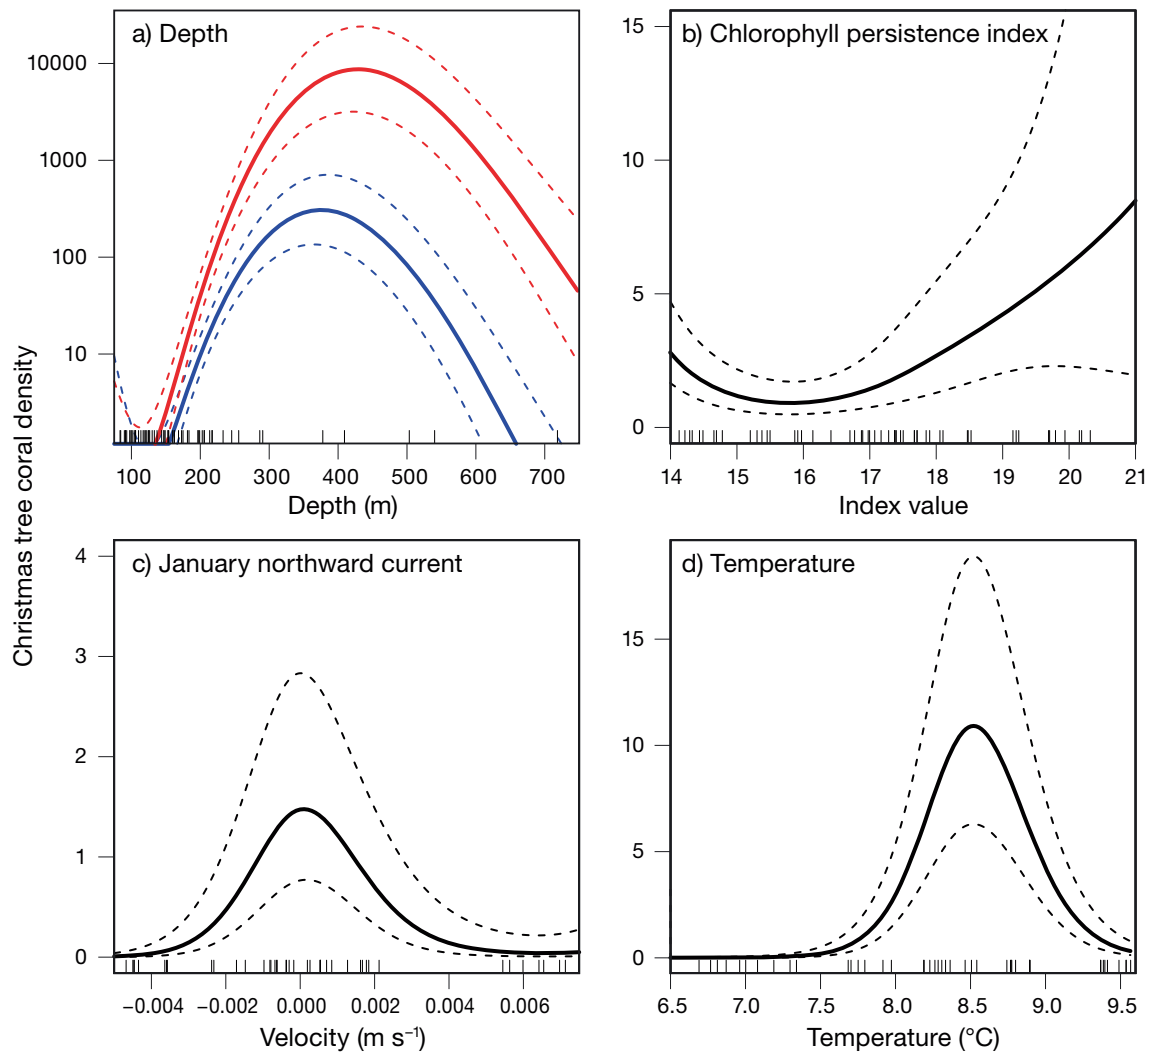 Christmas tree coral density
a) Depth
10000
1000
100
10
100 200 300 400 500 600 700
Depth (m)
b) Chlorophyll persistence index
15
10
5
0
14 15 16 17 18 19 20 21
Index value
c) January northward current
4
3
2
1
0
−0.004 −0.002 0.000 0.002 0.004 0.006
Velocity (m s⁻¹)
d) Temperature
15
10
5
0
6.5 7.0 7.5 8.0 8.5 9.0 9.5
Temperature (°C)